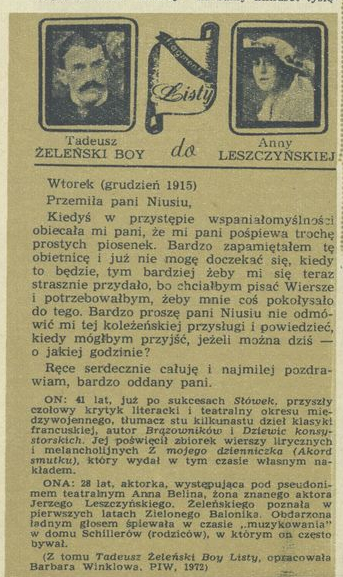 fragmenty
Listy
Tadeusz
ŻELEŃSKI BOY
do
Anny
LESZCZYŃSKIEJ
Wtorek (grudzień 1915)
Przemiła pani Niusiu,
Kiedyś w przystępie wspaniałomyślności
obiecała mi pani, że mi pani pośpiewa trochę
prostych piosenek. Bardzo zapamiętałem tę
obietnicę i już nie mogę doczekać się, kiedy
to będzie, tym bardziej żeby mi się teraz
strasznie przydało, bo chciałbym pisać Wiersze
i potrzebowałbym, żeby mnie coś pokołysało
do tego. Bardzo proszę pani Niusiu nie odmó-
wić mi tej koleżeńskiej przysługi i powiedzieć,
kiedy mógłbym przyjść, jeżeli można dziś —
o jakiej godzinie?
Ręce serdecznie całuję i najmilej pozdra-
wiam, bardzo oddany pani.
ON: 41 lat, już po sukcesach Słówek, przyszły
czołowy krytyk literacki i teatralny okresu mię-
dzywojennego, tłumacz stu kilkunastu dzieł klasyki
francuskiej, autor Brązowników i Dziewic konsy-
storskich. Jej poświęcił zbiorek wierszy lirycznych
i melancholijnych Z mojego dzienniczka (Akord
smutku), który wydał w tym czasie własnym na-
kładem.
ONA: 28 lat, aktorka, występująca pod pseudoni-
mem teatralnym Anna Belina, żona znanego aktora
Jerzego Leszczyńskiego. Żeleńskiego poznała w
pierwszych latach Zielonego Balonika. Obdarzona
ładnym głosem śpiewała w czasie „muzykowania"
w domu Schillerów (rodziców), w którym on często
bywał.
(Z tomu Tadeusz Żeleński Boy Listy, opracowała
Barbara Winklowa. PIW, 1972)